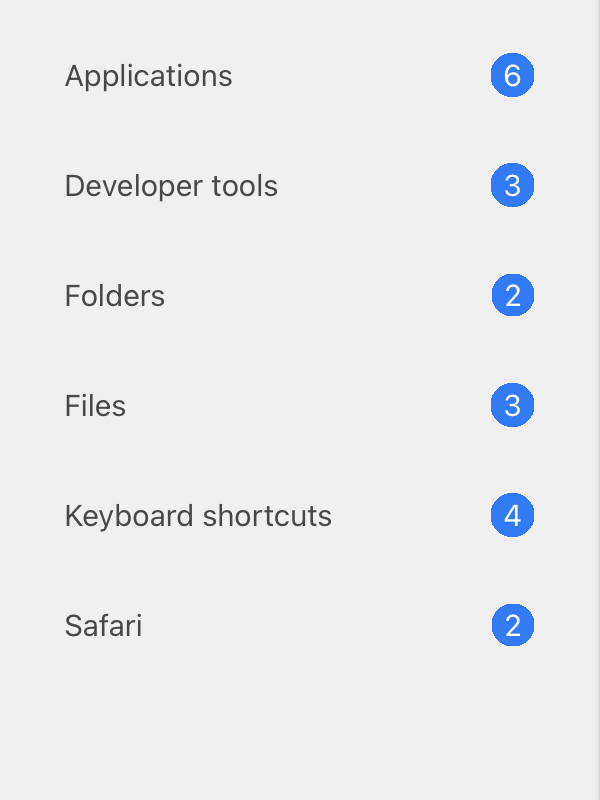 Applications 6
Developer tools 3
Folders 2
Files 3
Keyboard shortcuts 4
Safari 2